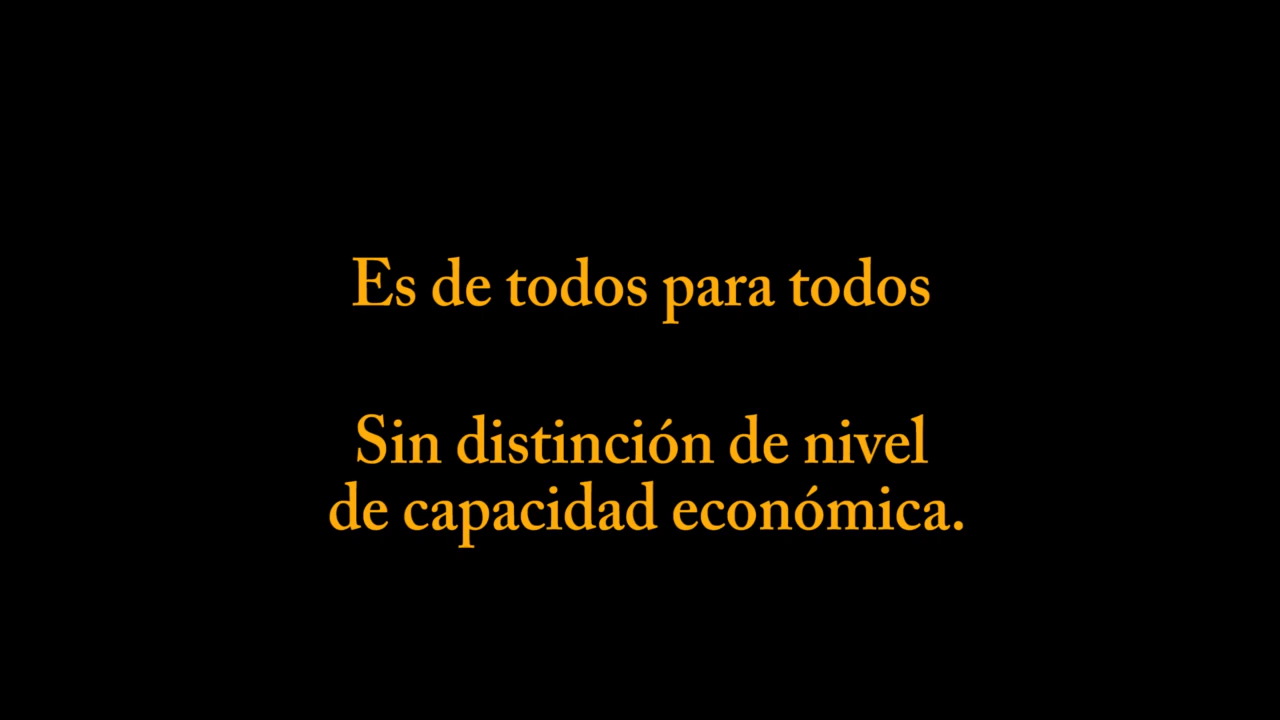 Es de todos para todos
Sin distinción de nivel
de capacidad económica.